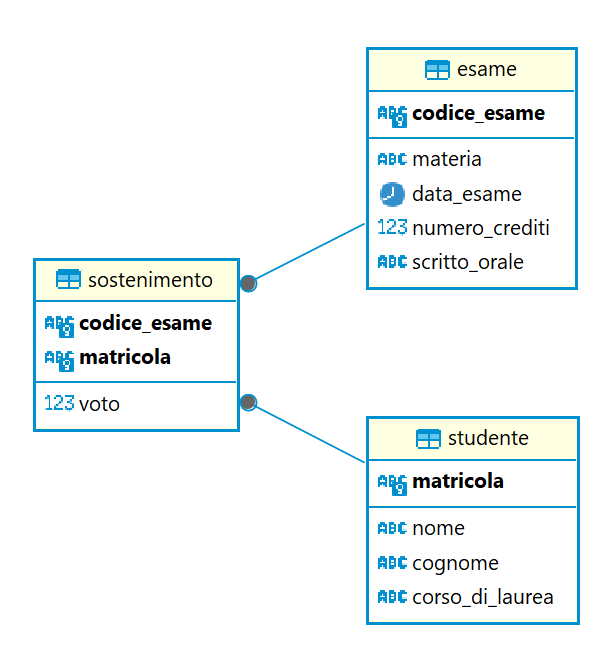 esame
ABC codice_esame
ABC materia
data_esame
123 numero_crediti
ABC scritto_orale
sostenimento
ABC codice_esame
ABC matricola
123 voto
studente
ABC matricola
ABC nome
ABC cognome
ABC corso_di_laurea